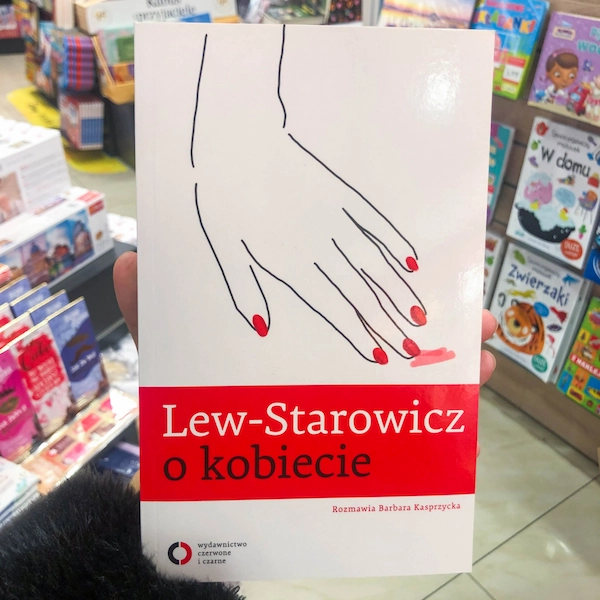 Lew-Starowicz
o kobiecie
Rozmawia Barbara Kasprzycka
wydawnictwo
czerwone
i czarne
W domu
Zwierzaki